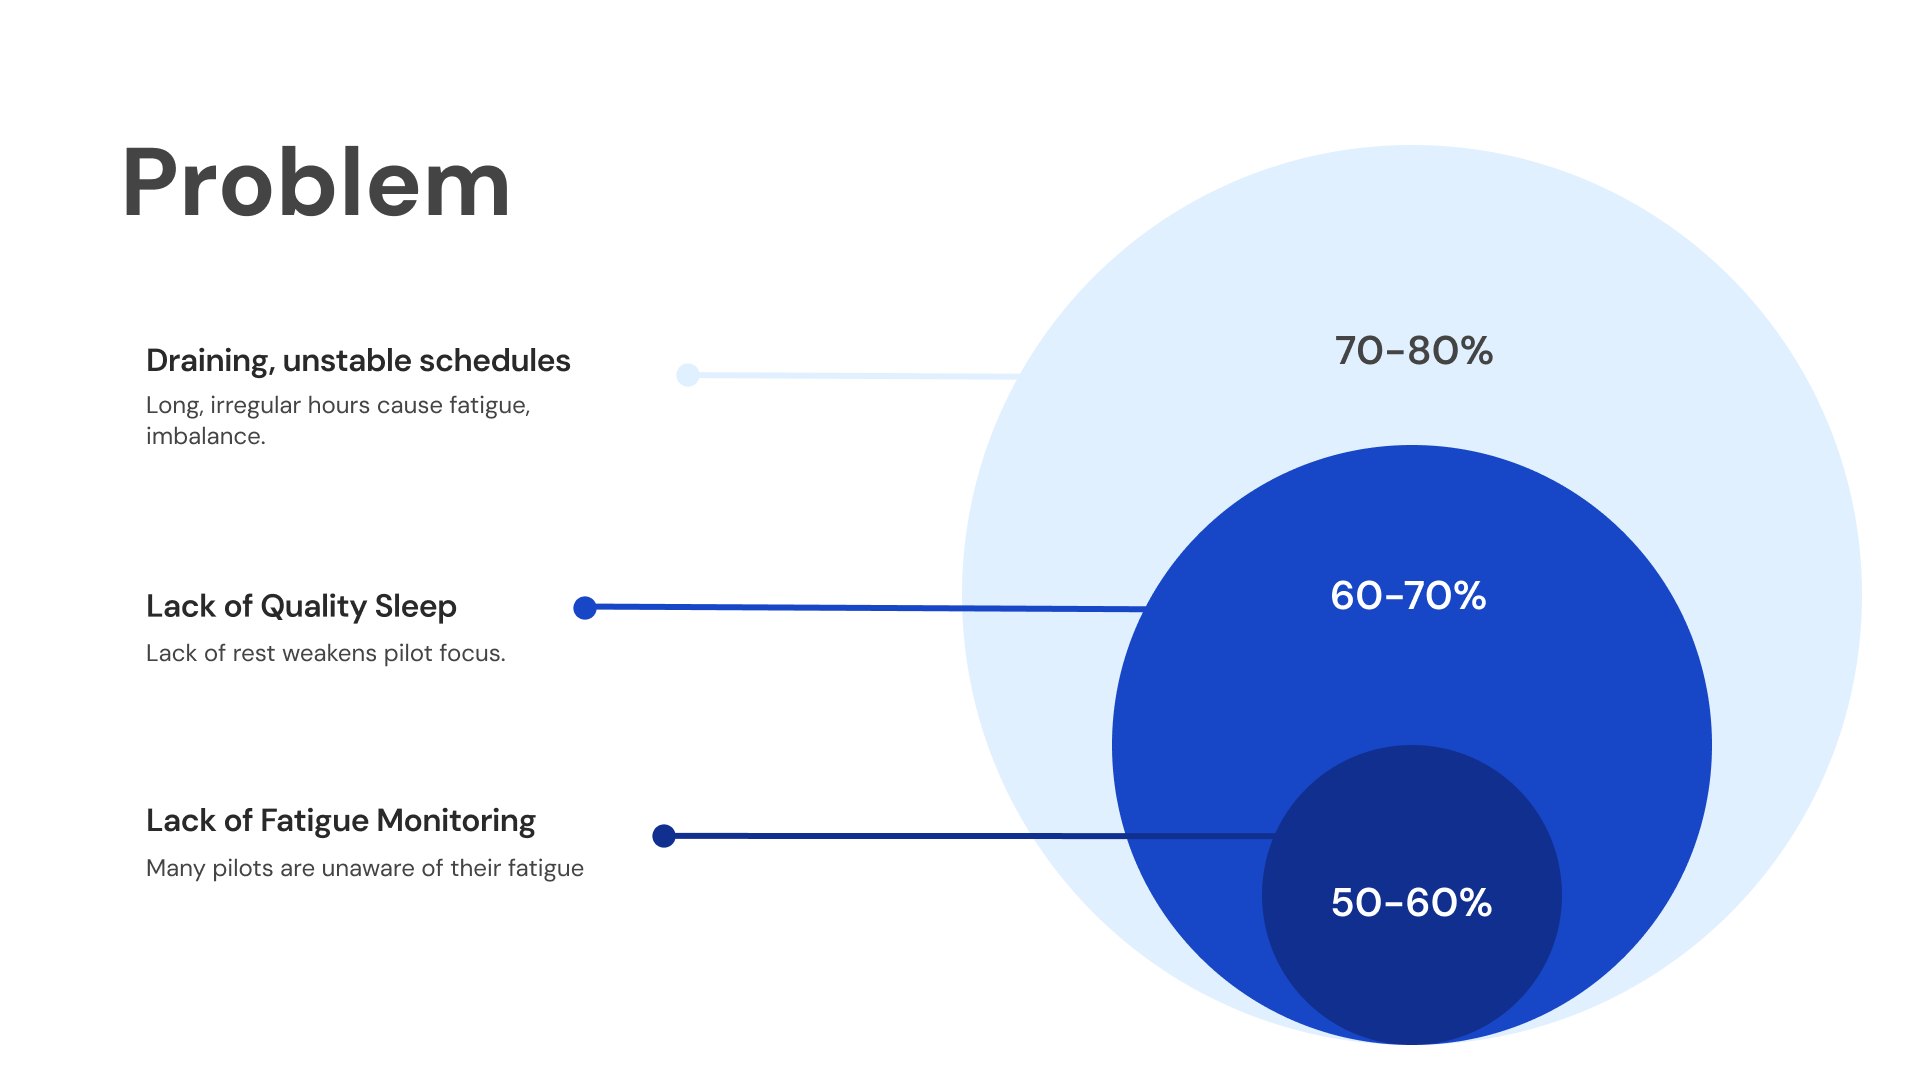 Problem
Draining, unstable schedules
Long, irregular hours cause fatigue,
imbalance.
70-80%
Lack of Quality Sleep
Lack of rest weakens pilot focus.
60-70%
Lack of Fatigue Monitoring
Many pilots are unaware of their fatigue
50-60%